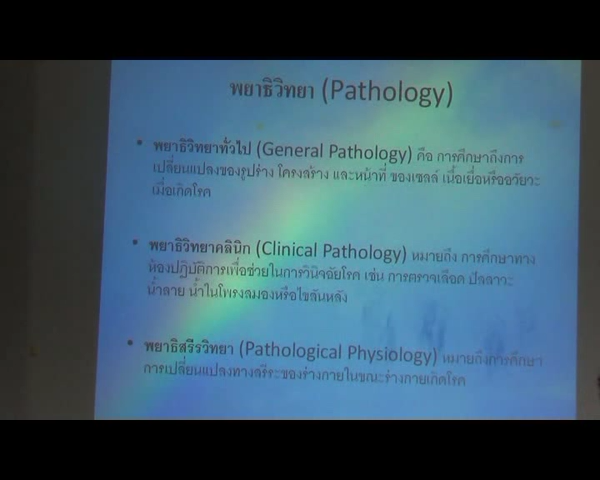 พยาธิวิทยา (Pathology)
• พยาธิวิทยาทั่วไป (General Pathology) คือ การศึกษาถึงการ
เปลี่ยนแปลงของรูปร่าง โครงสร้าง และหน้าที่ ของเซลล์ เนื้อเยื่อหรืออวัยวะ
เมื่อเกิดโรค
• พยาธิวิทยาคลินิก (Clinical Pathology) หมายถึง การศึกษาทาง
ห้องปฏิบัติการเพื่อช่วยในการวินิจฉัยโรค เช่น การตรวจเลือด ปัสสาวะ
น้ำลาย น้ำในโพรงสมองหรือไขสันหลัง
• พยาธิสรีรวิทยา (Pathological Physiology) หมายถึงการศึกษา
การเปลี่ยนแปลงทางสรีระของร่างกายในขณะร่างกายเกิดโรค